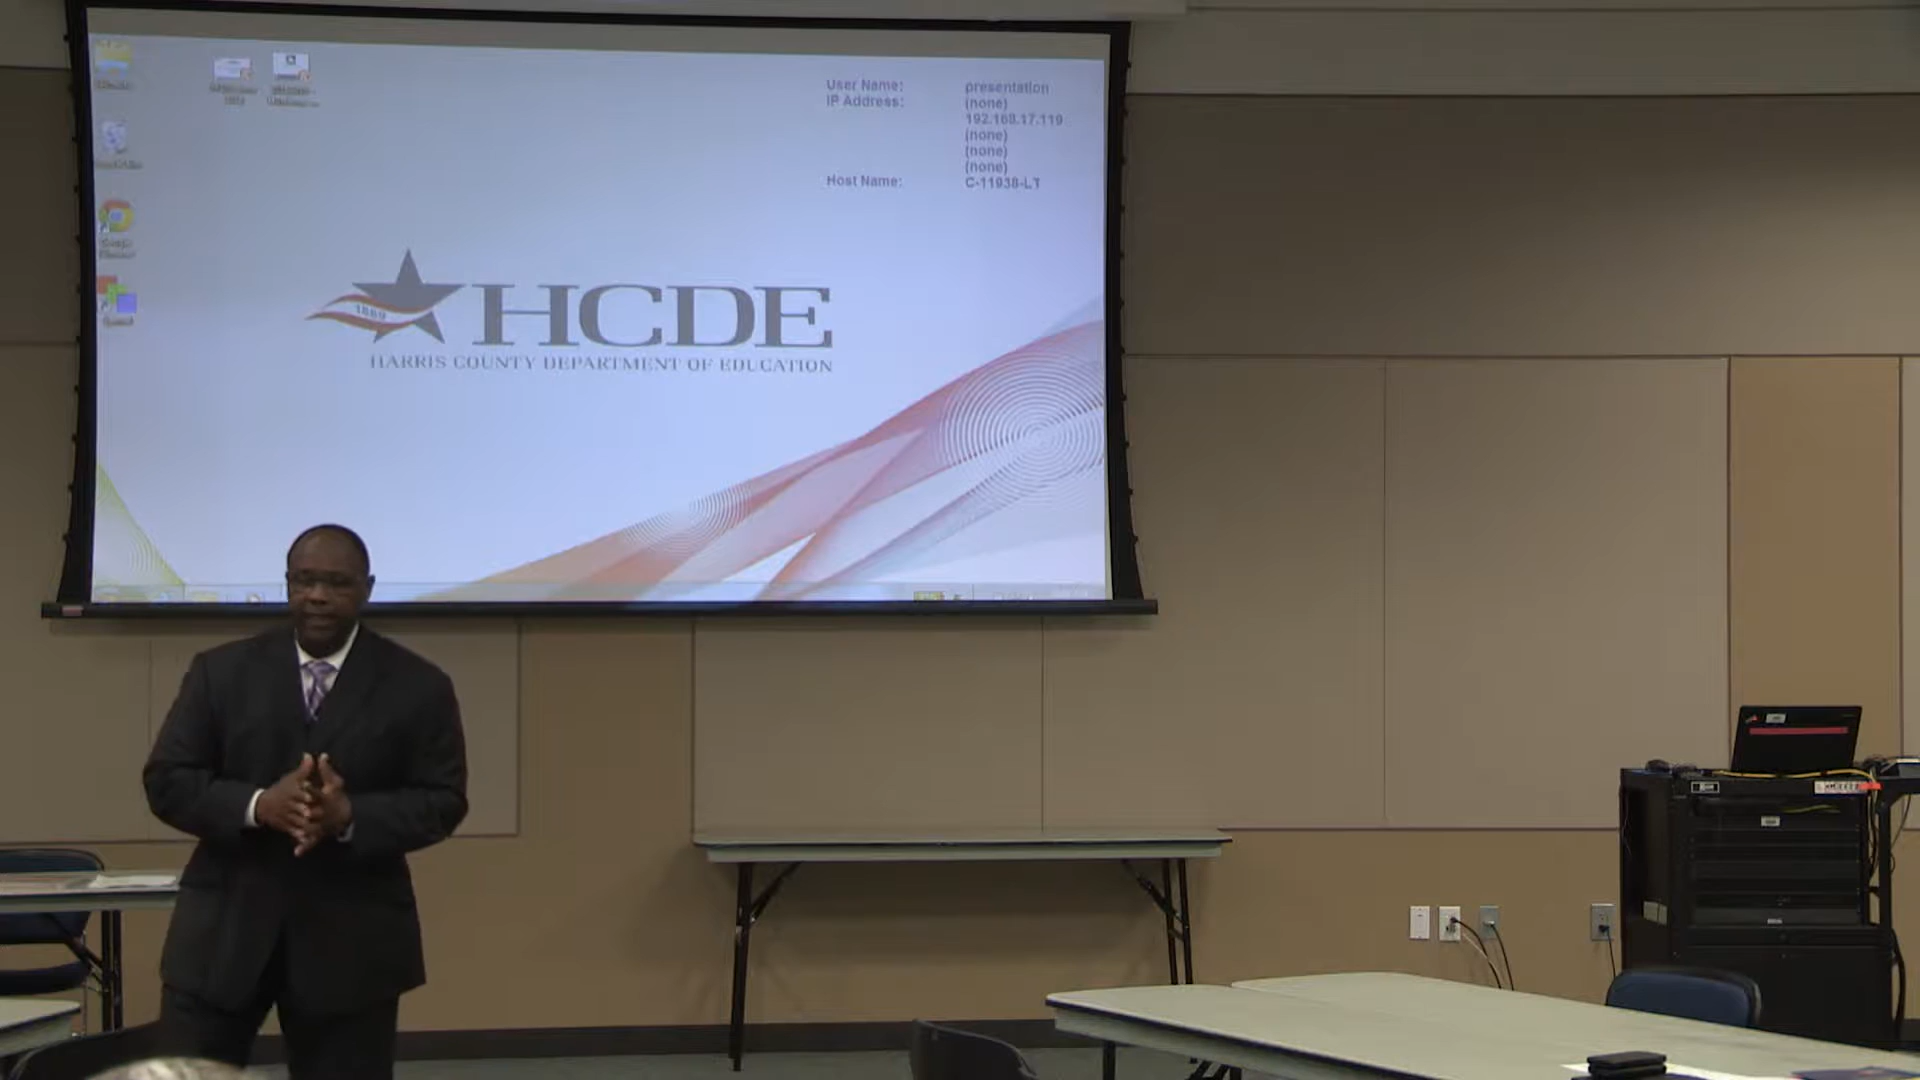 User Name: presentation
IP Address: (none)
192.168.17.119
(none)
(none)
(none)
Host Name: C-11938-LT
1889
HCDE
HARRIS COUNTY DEPARTMENT OF EDUCATION